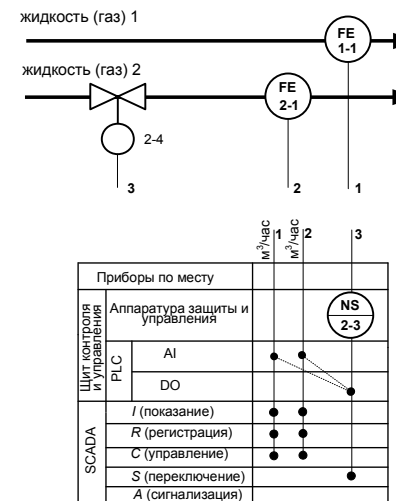 жидкость (газ) 1
FE
1-1
жидкость (газ) 2
FE
2-1
2-4
3
2
1
м³/час
1
м³/час
2
3
Приборы по месту
Щит контроля
и управления
Аппаратура защиты и
управления
NS
2-3
PLC
AI
DO
SCADA
I (показание)
R (регистрация)
C (управление)
S (переключение)
A (сигнализация)